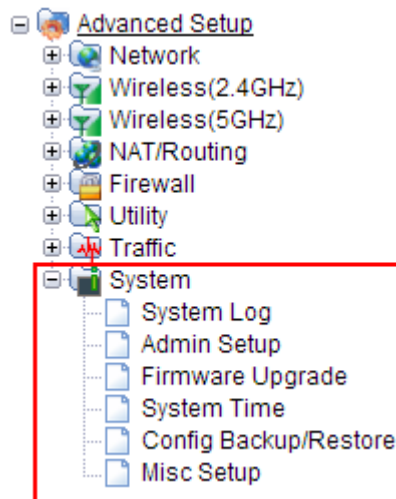 Advanced Setup
Network
Wireless(2.4GHz)
Wireless(5GHz)
NAT/Routing
Firewall
Utility
Traffic
System
System Log
Admin Setup
Firmware Upgrade
System Time
Config Backup/Restore
Misc Setup